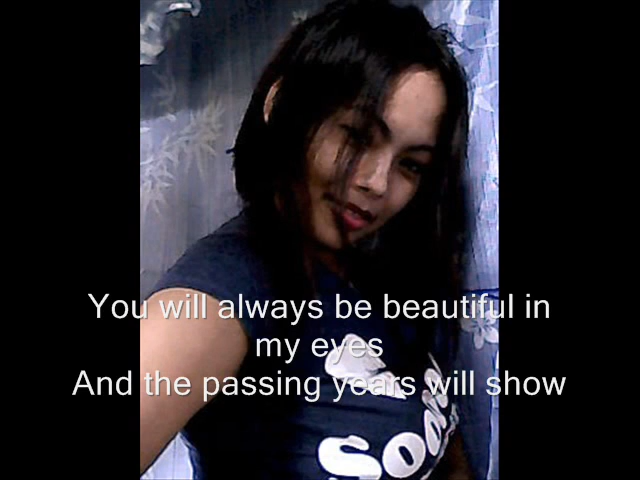 You will always be beautiful in
my eyes
And the passing years will show